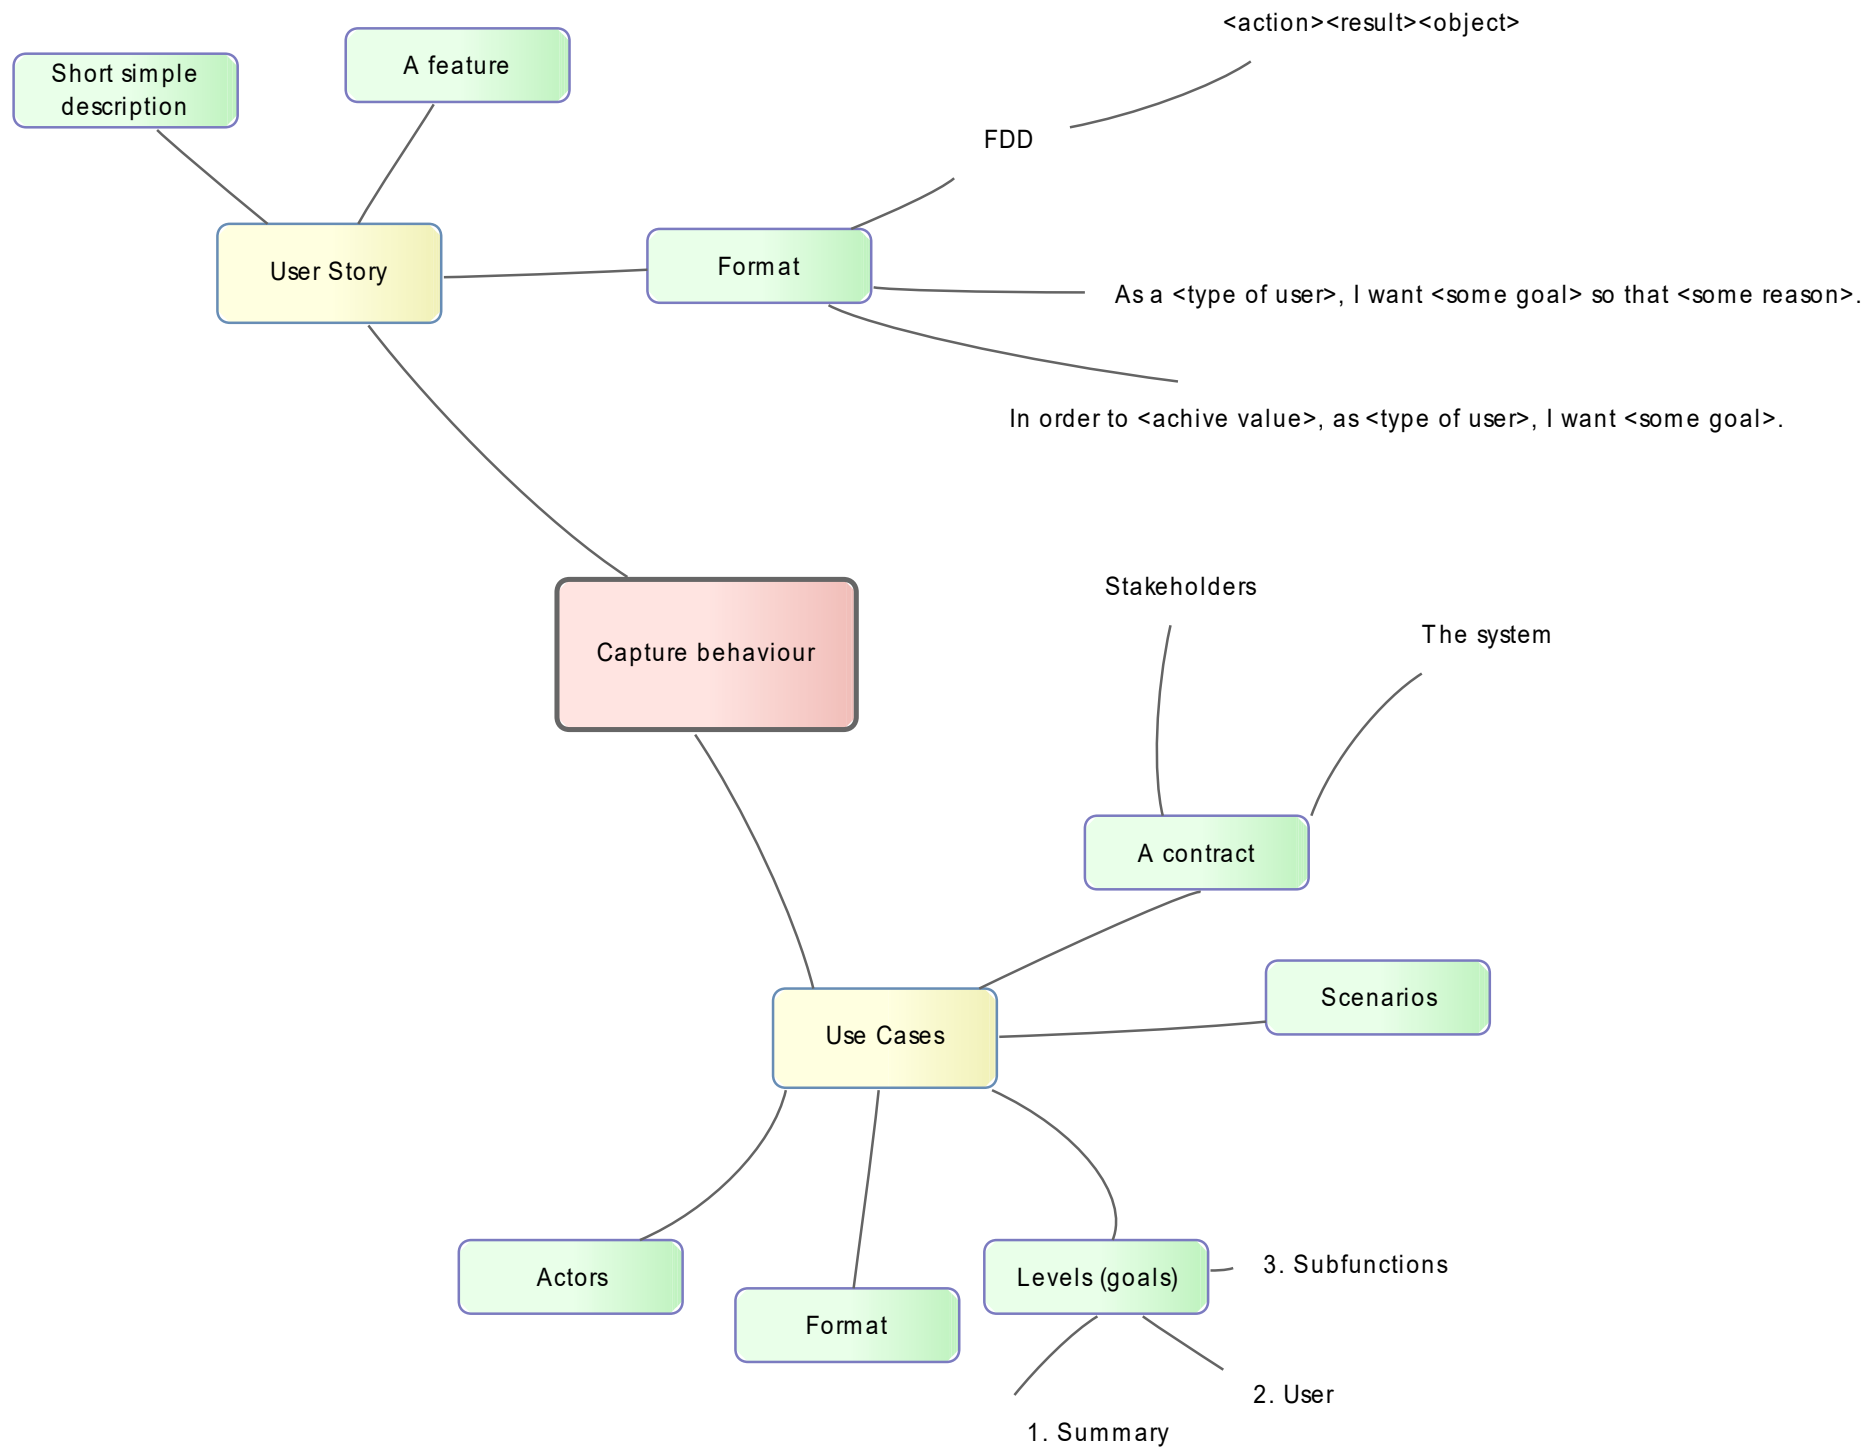 <action><result><object>
A feature
Short simple
description
FDD
User Story
Format
As a <type of user>, I want <some goal> so that <some reason>.
In order to <achive value>, as <type of user>, I want <some goal>.
Stakeholders
The system
Capture behaviour
A contract
Scenarios
Use Cases
3. Subfunctions
Actors
Levels (goals)
Format
2. User
1. Summary